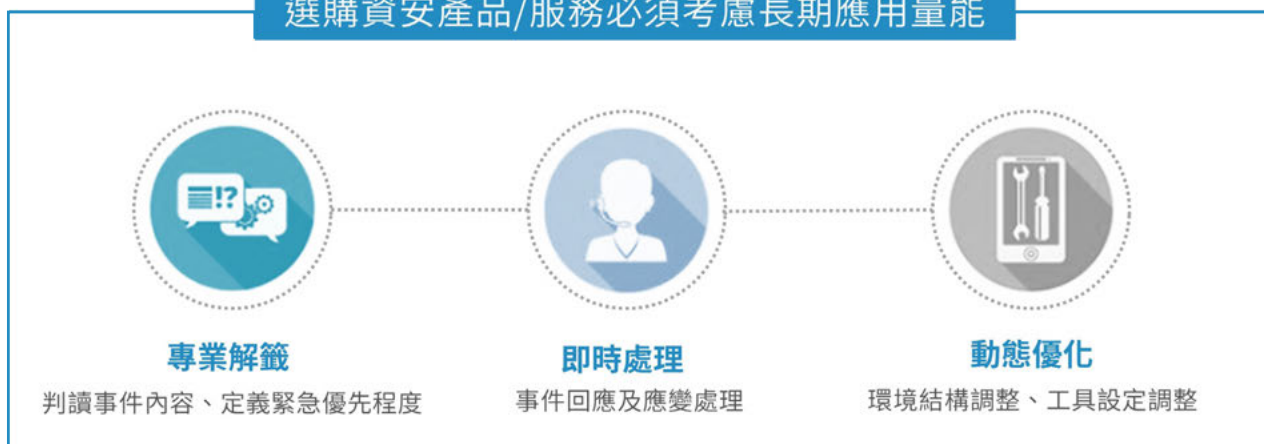 選購資安產品/服務必須考慮長期應用量能
!?
專業解籤
判讀事件內容、定義緊急優先程度
即時處理
事件回應及應變處理
動態優化
環境結構調整、工具設定調整